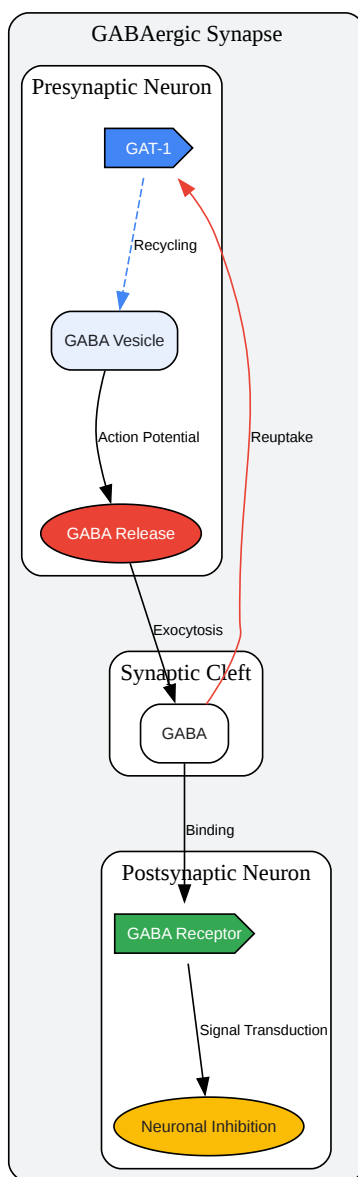 GABAergic Synapse
Presynaptic Neuron
GAT-1
Recycling
GABA Vesicle
Action Potential
Reuptake
GABA Release
Exocytosis
Synaptic Cleft
GABA
Binding
Postsynaptic Neuron
GABA Receptor
Signal Transduction
Neuronal Inhibition